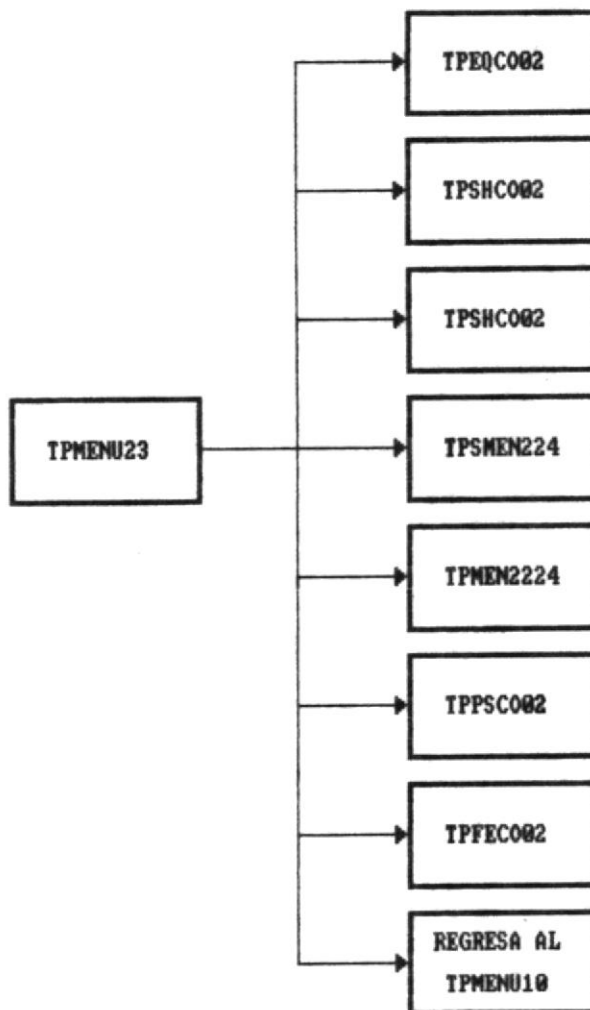 TPEQC002
TPSHC002
TPSHC002
TPMENU23
TPSMEN224
TPMEN2224
TPPSC002
TPFEC002
REGRESA AL
TPMENU10